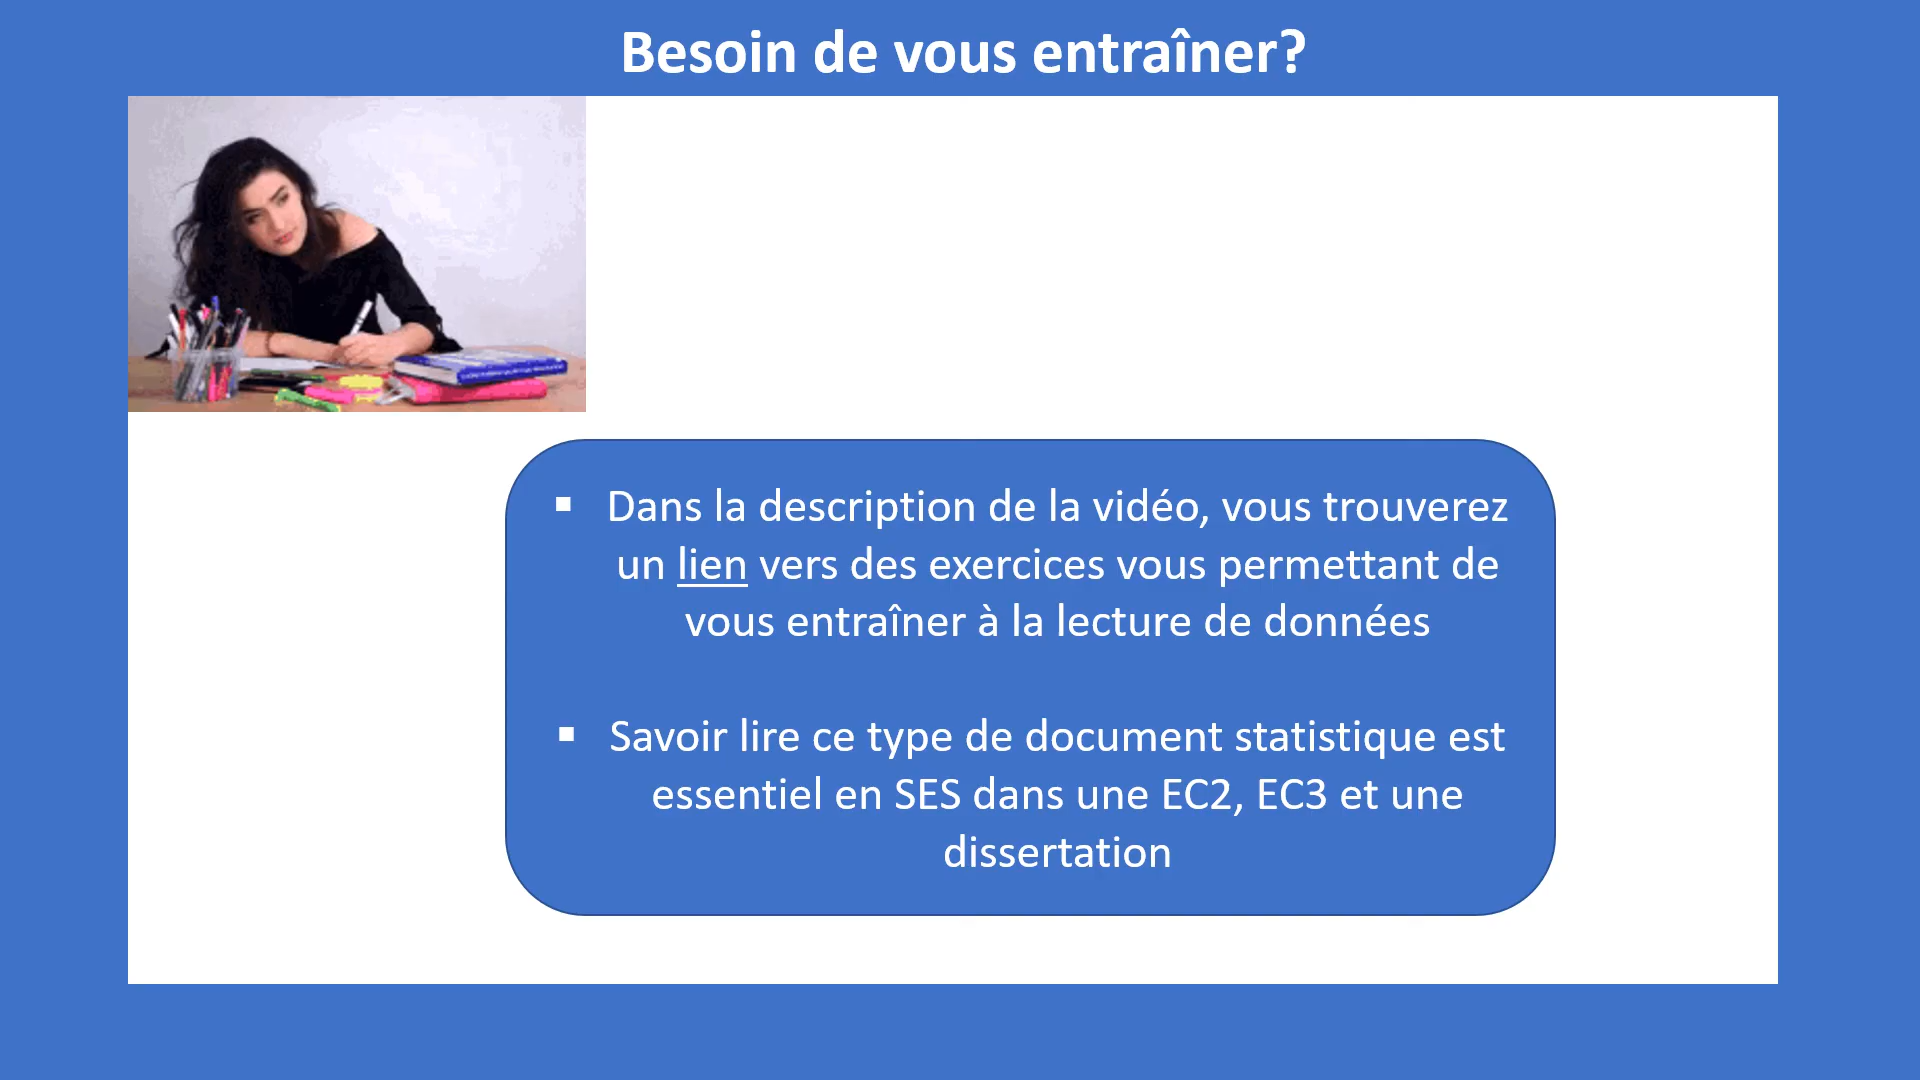 Besoin de vous entraîner?
▪ Dans la description de la vidéo, vous trouverez
un lien vers des exercices vous permettant de
vous entraîner à la lecture de données
▪ Savoir lire ce type de document statistique est
essentiel en SES dans une EC2, EC3 et une
dissertation